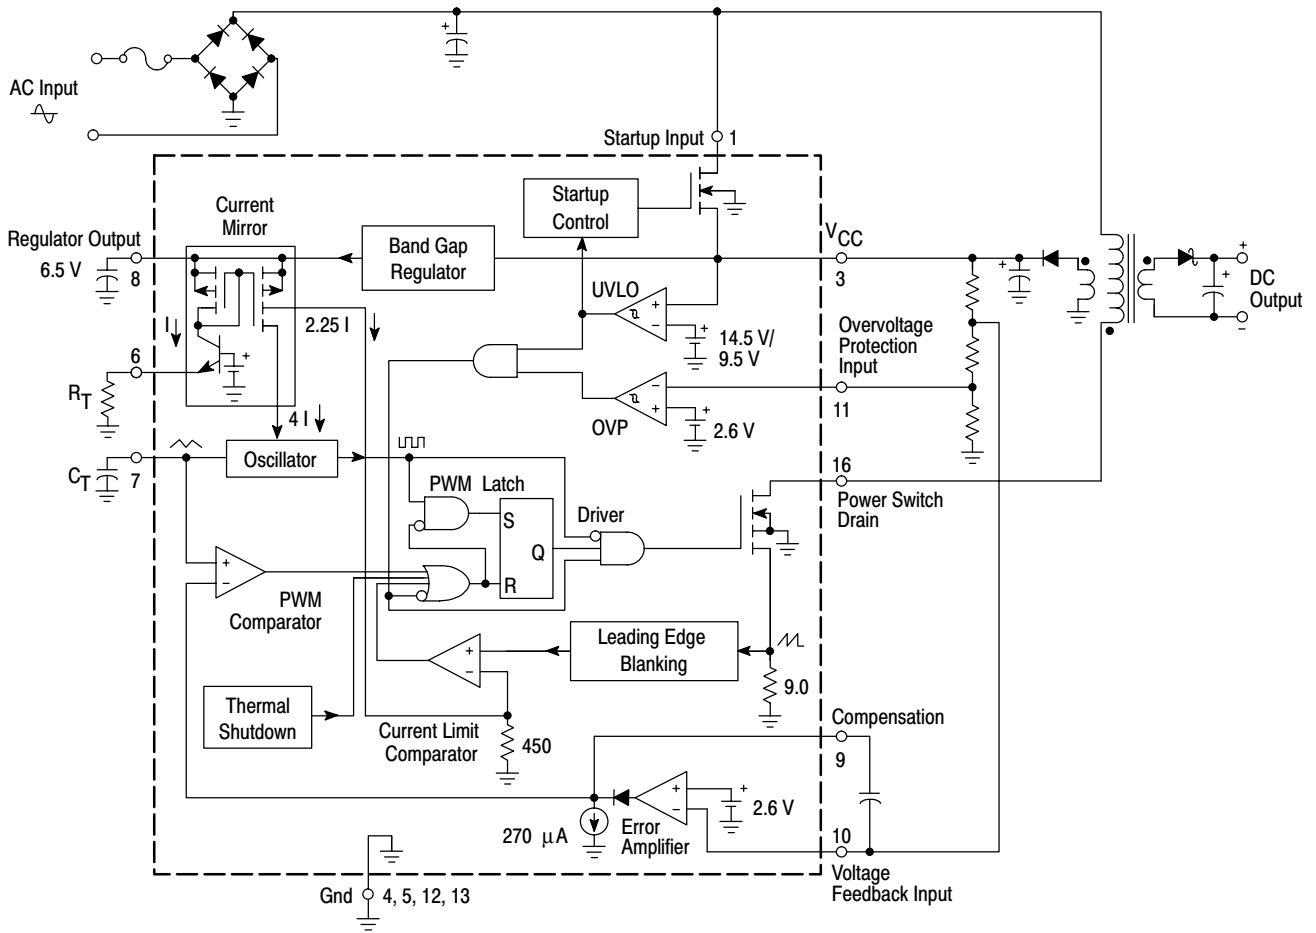 AC Input
Startup Input
1
Current
Mirror
Startup
Control
Regulator Output
6.5 V
8
Band Gap
Regulator
VCC
3
+
DC
Output
–
UVLO
+
–
14.5 V/
9.5 V
I
2.25 I
6
RT
4 I
Overvoltage
Protection
Input
11
–
+
OVP
2.6 V
CT
7
Oscillator
16
Power Switch
Drain
PWM Latch
S
Q
R
Driver
+
–
PWM
Comparator
Leading Edge
Blanking
+
–
9.0
Thermal
Shutdown
Current Limit
Comparator
450
Compensation
9
+
–
2.6 V
270 μA
Error
Amplifier
10
Voltage
Feedback Input
Gnd
4, 5, 12, 13